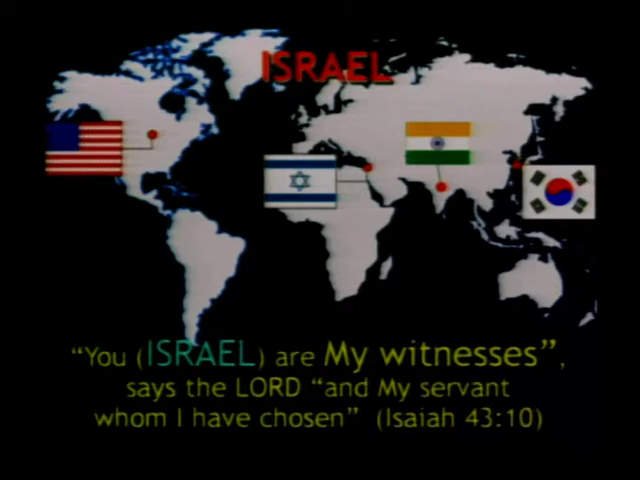 ISRAEL
“You (ISRAEL) are My witnesses”,
says the LORD “and My servant
whom I have chosen” (Isaiah 43:10)